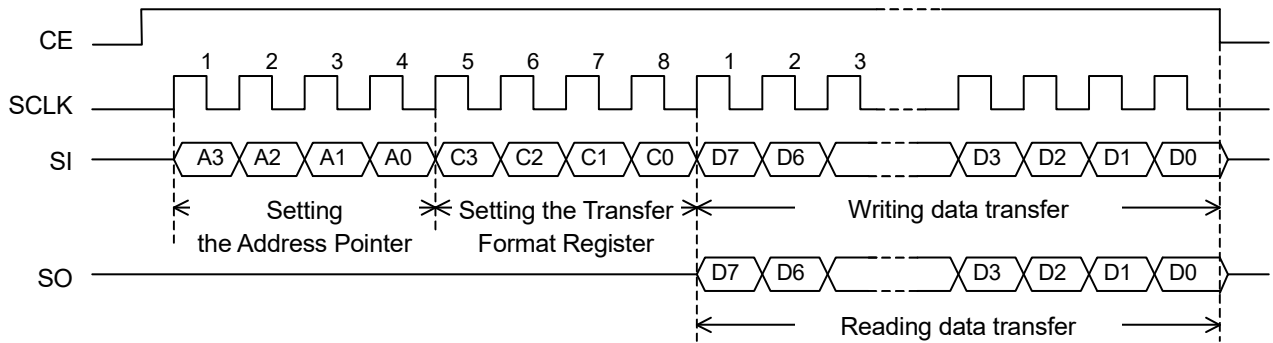 CE
1 2 3 4 5 6 7 8 1 2 3
SCLK
SI A3 A2 A1 A0 C3 C2 C1 C0 D7 D6 D3 D2 D1 D0
Setting Setting the Transfer Writing data transfer
the Address Pointer Format Register
SO D7 D6 D3 D2 D1 D0
Reading data transfer